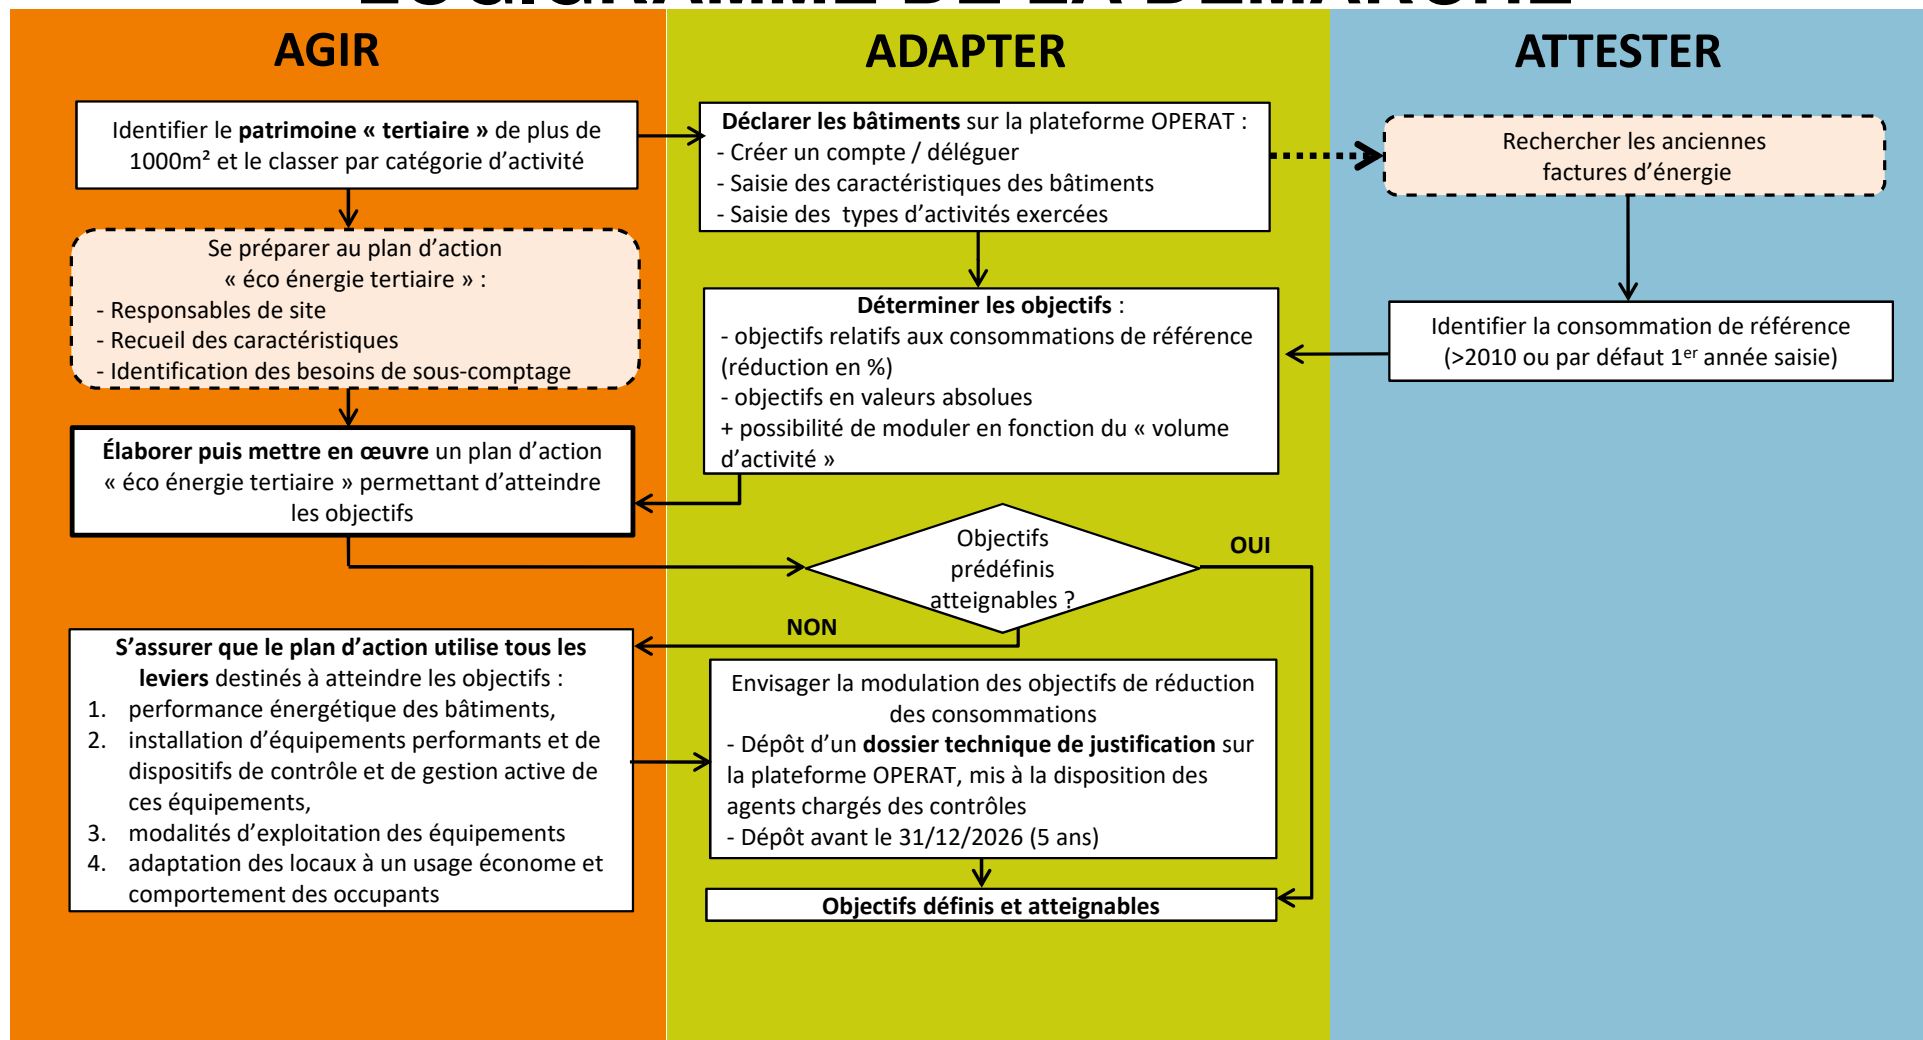 LOGIGRAMME DE LA DEMARCHE
AGIR
Identifier le patrimoine « tertiaire » de plus de
1000m² et le classer par catégorie d’activité
Se préparer au plan d’action
« éco énergie tertiaire » :
- Responsables de site
- Recueil des caractéristiques
- Identification des besoins de sous-comptage
Élaborer puis mettre en œuvre un plan d’action
« éco énergie tertiaire » permettant d’atteindre
les objectifs
S’assurer que le plan d’action utilise tous les
leviers destinés à atteindre les objectifs :
1. performance énergétique des bâtiments,
2. installation d’équipements performants et de
dispositifs de contrôle et de gestion active de
ces équipements,
3. modalités d’exploitation des équipements
4. adaptation des locaux à un usage économe et
comportement des occupants
ADAPTER
Déclarer les bâtiments sur la plateforme OPERAT :
- Créer un compte / déléguer
- Saisie des caractéristiques des bâtiments
- Saisie des  types d’activités exercées
Déterminer les objectifs :
- objectifs relatifs aux consommations de référence
(réduction en %)
- objectifs en valeurs absolues
+ possibilité de moduler en fonction du « volume
d’activité »
Objectifs
prédéfinis
atteignables ?
OUI
NON
Envisager la modulation des objectifs de réduction
des consommations
- Dépôt d’un dossier technique de justification sur
la plateforme OPERAT, mis à la disposition des
agents chargés des contrôles
- Dépôt avant le 31/12/2026 (5 ans)
Objectifs définis et atteignables
ATTESTER
Rechercher les anciennes
factures d’énergie
Identifier la consommation de référence
(>2010 ou par défaut 1er année saisie)